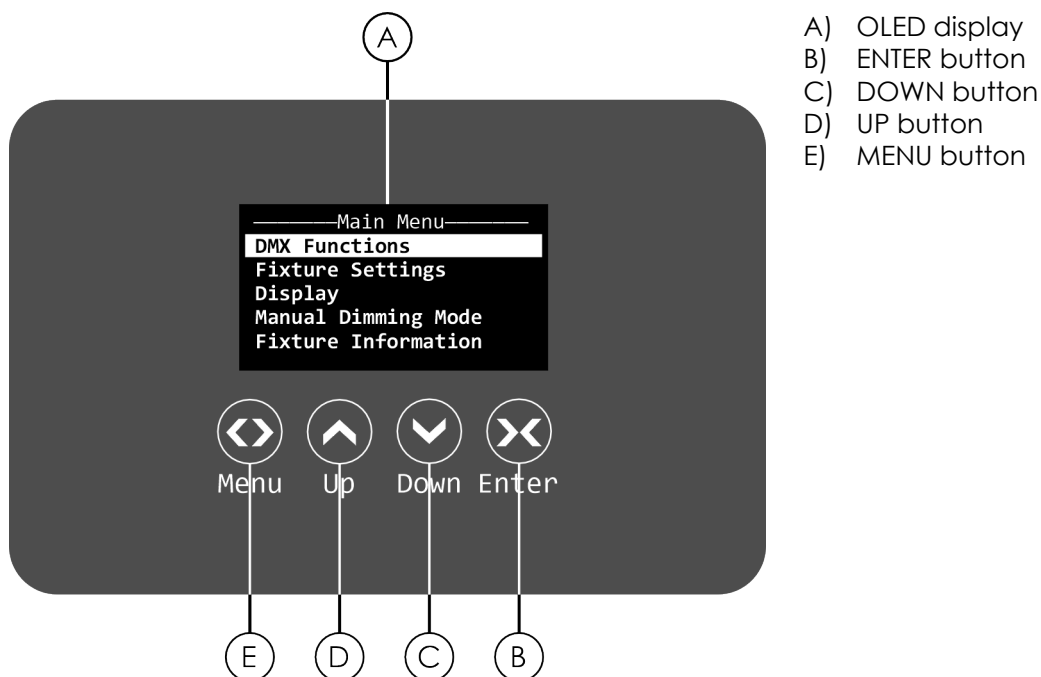 A
A) OLED display
B) ENTER button
C) DOWN button
D) UP button
E) MENU button
Main Menu
DMX Functions
Fixture Settings
Display
Manual Dimming Mode
Fixture Information
Menu Up Down Enter
E D C B